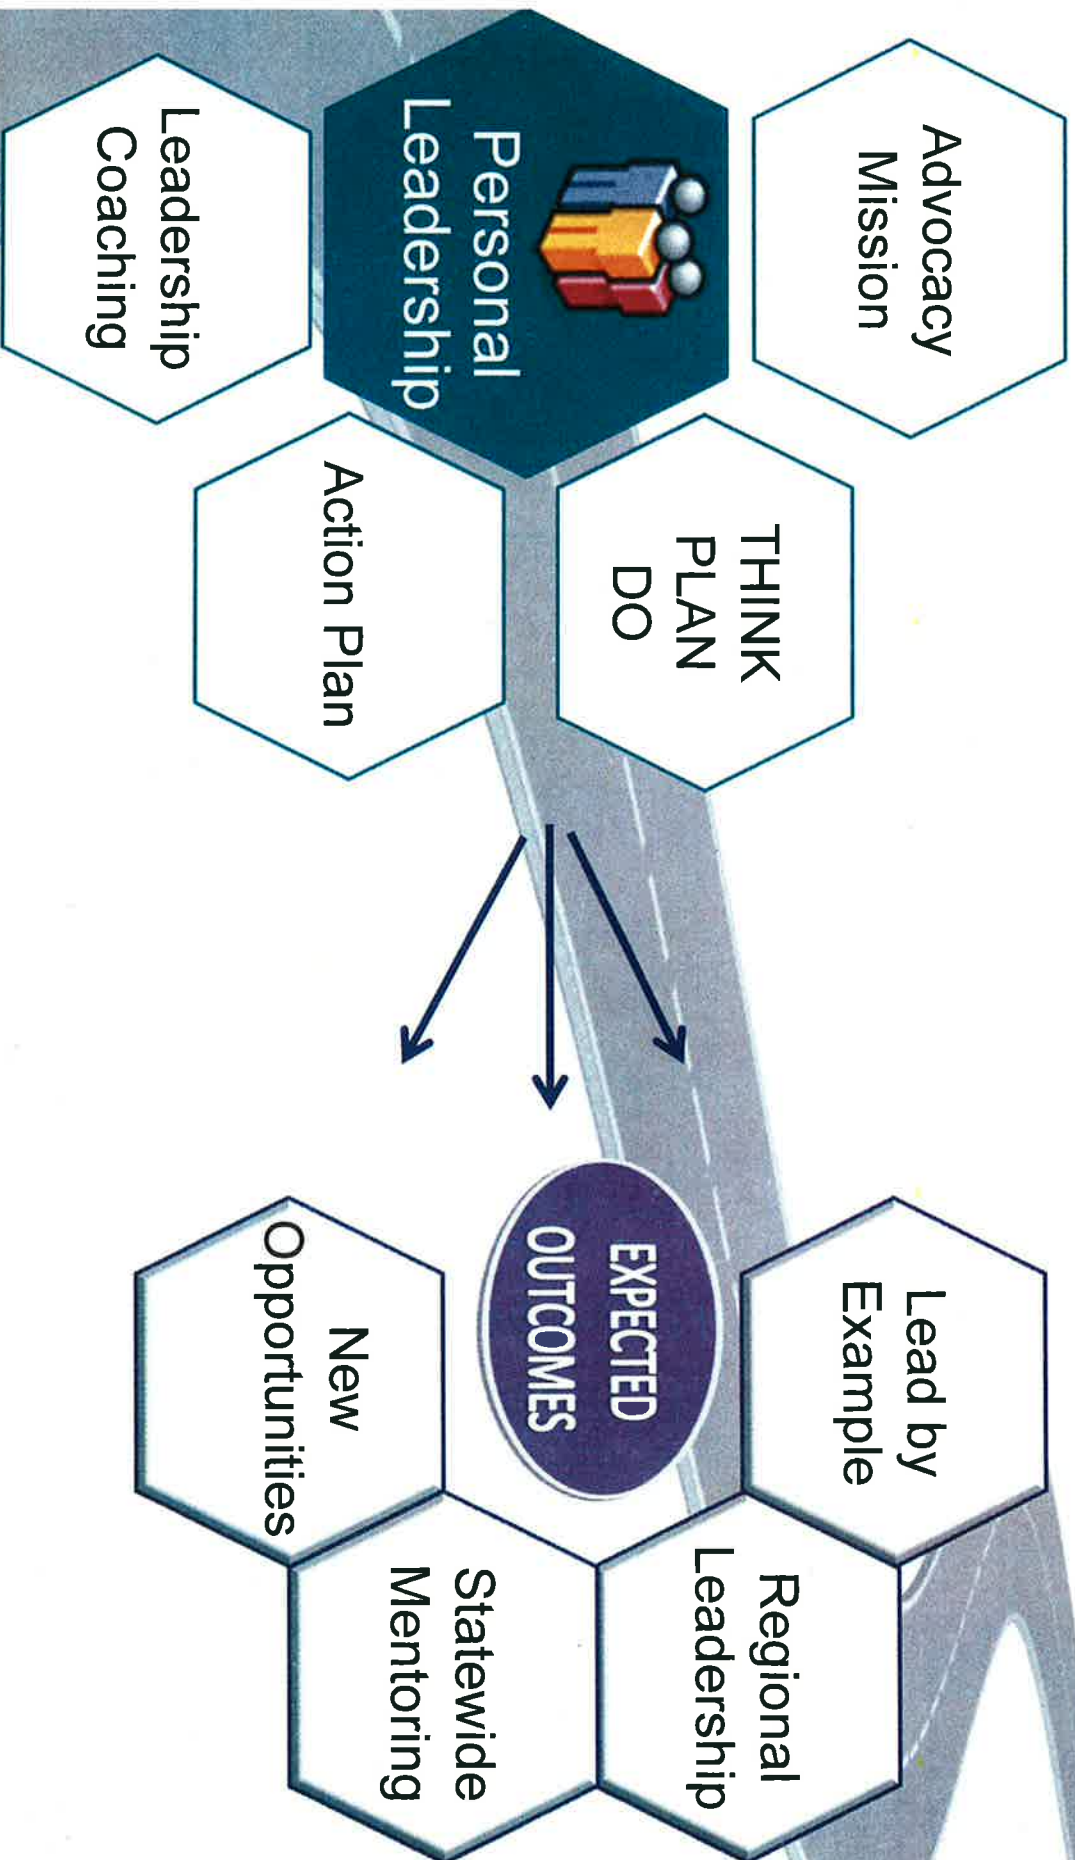 Advocacy
Mission
THINK
PLAN
DO
Personal
Leadership
Action Plan
Leadership
Coaching
Lead by
Example
Regional
Leadership
EXPECTED
OUTCOMES
Statewide
Mentoring
New
Opportunities